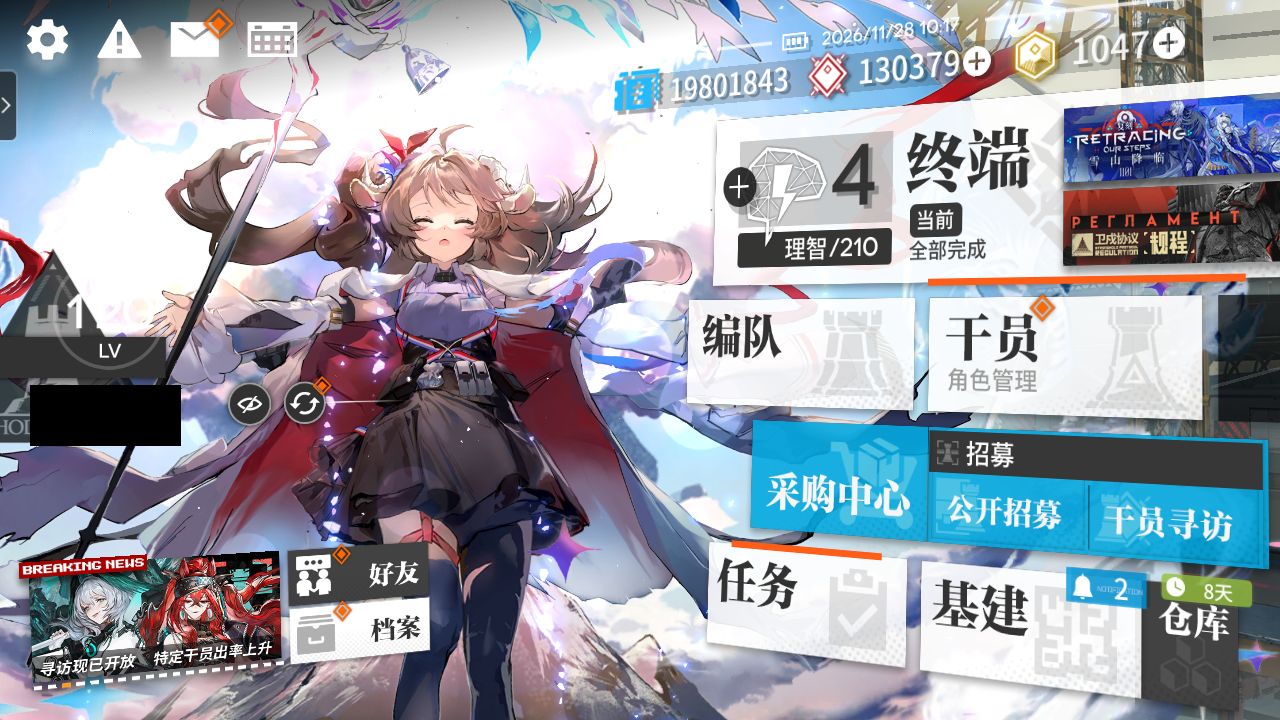 2026/11/28 10:17
19801843
130379
1047
4
理智/210
终端
当前
全部完成
复刻
RETRACING
OUR STEPS
雪山降临
1101
РЕГЛАМЕНТ
卫戍协议
规程
编队
干员
角色管理
LV
采购中心
招募
公开招募
干员寻访
任务
基建
2
8天
仓库
BREAKING NEWS
寻访现已开放 特定干员出率上升
好友
档案